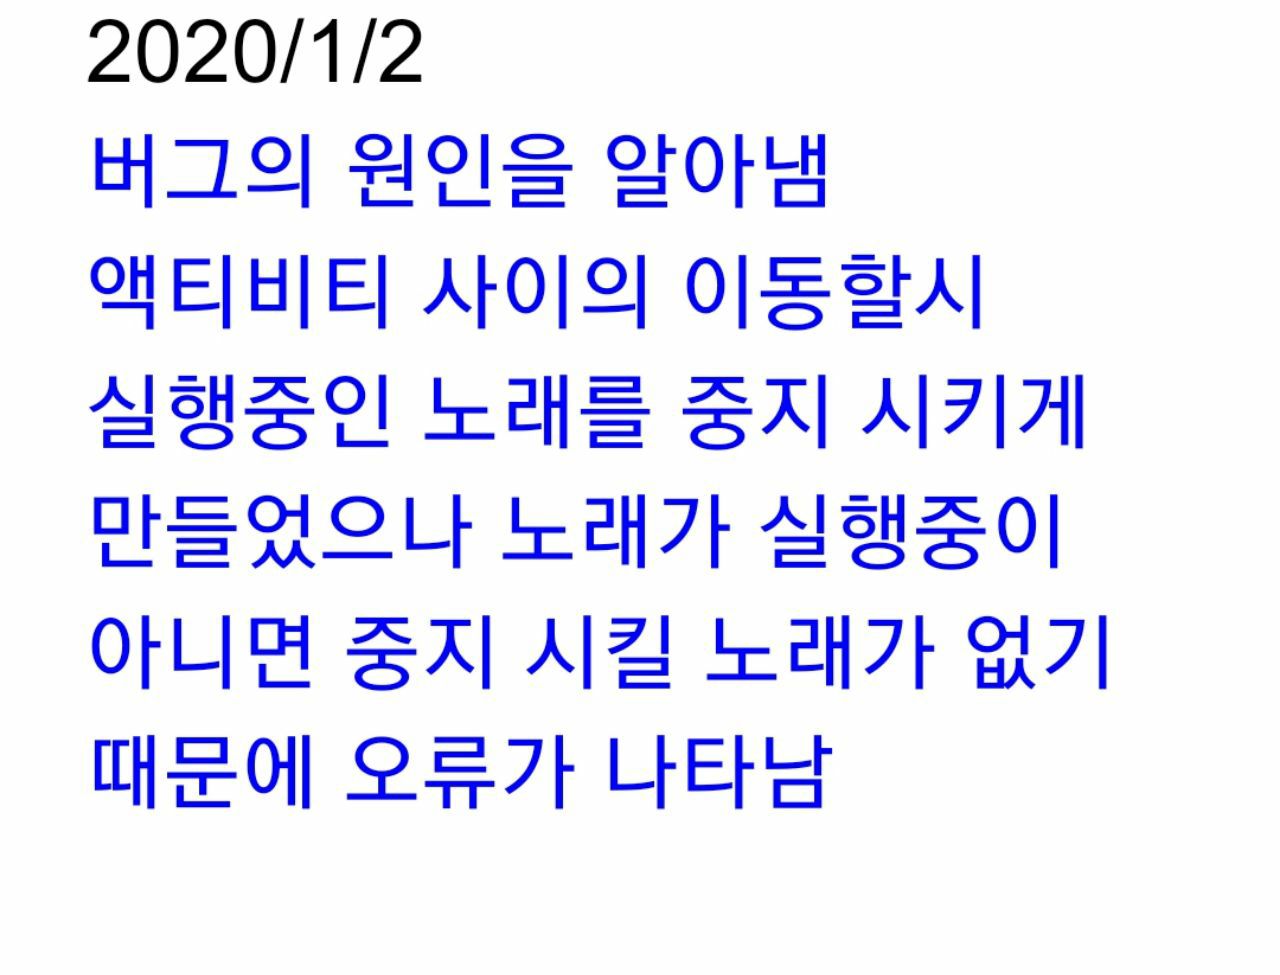 2020/1/2
버그의 원인을 알아냄
액티비티 사이의 이동할시
실행중인 노래를 중지 시키게
만들었으나 노래가 실행중이
아니면 중지 시킬 노래가 없기
때문에 오류가 나타남